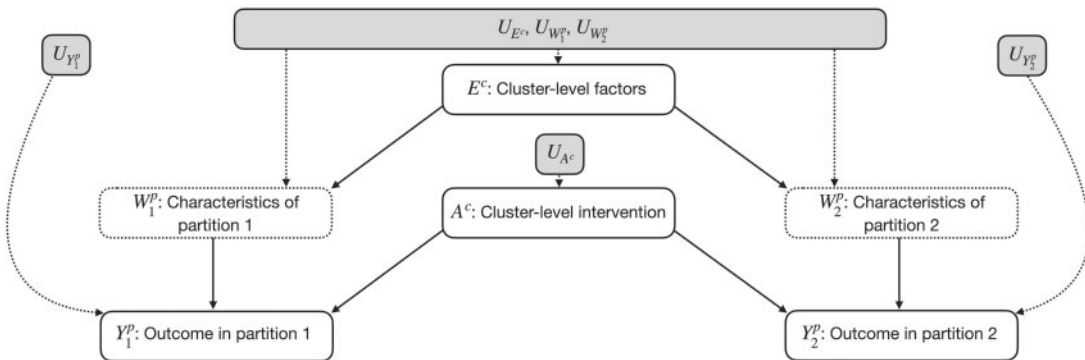 U_{E^c}, U_{W_1^p}, U_{W_2^p}
U_{Y_1^p}
U_{Y_2^p}
E^c: Cluster-level factors
U_{A^c}
W_1^p: Characteristics of
partition 1
A^c: Cluster-level intervention
W_2^p: Characteristics of
partition 2
Y_1^p: Outcome in partition 1
Y_2^p: Outcome in partition 2